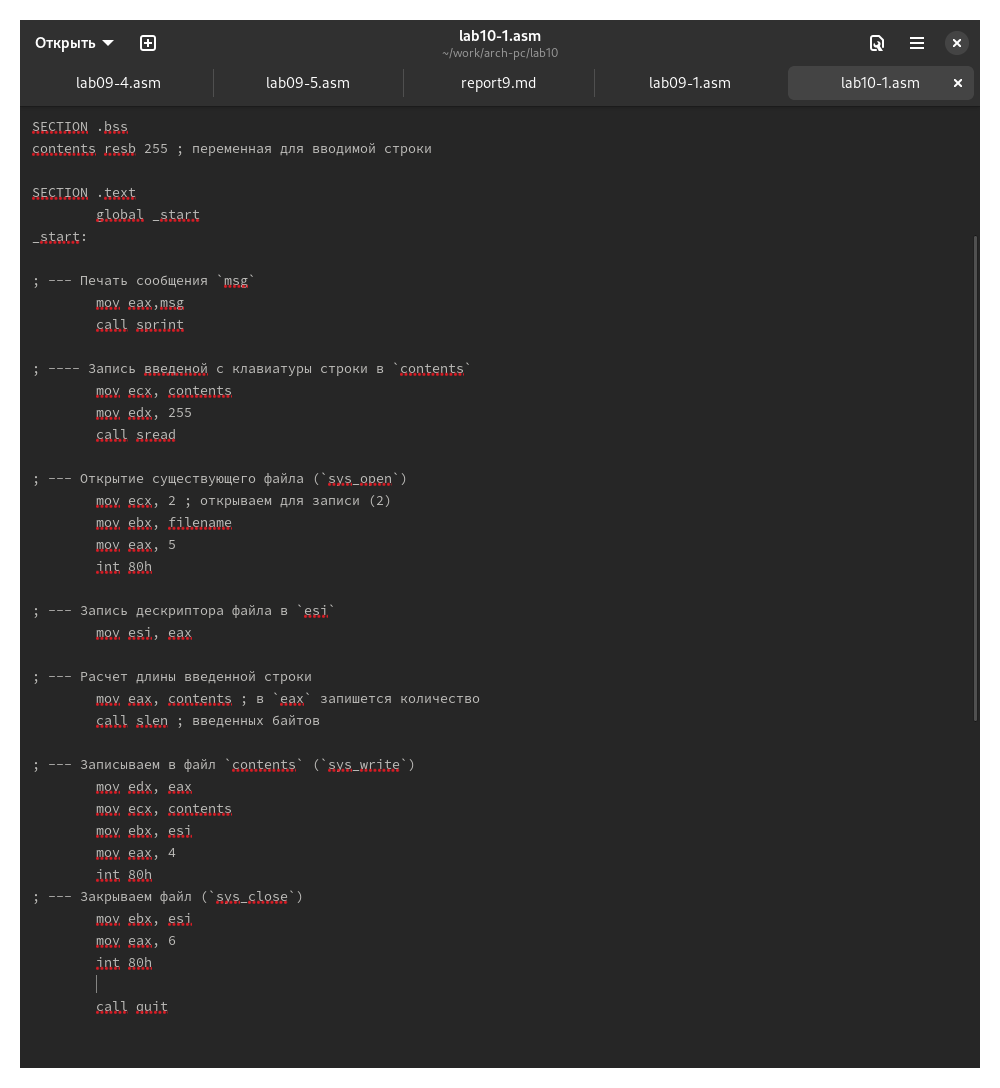 Открыть
lab10-1.asm
~/work/arch-pc/lab10
lab09-4.asm
lab09-5.asm
report9.md
lab09-1.asm
lab10-1.asm
SECTION .bss
contents resb 255 ; переменная для вводимой строки
SECTION .text
global _start
_start:
; --- Печать сообщения `msg`
mov eax,msg
call sprint
; ---- Запись введеной с клавиатуры строки в `contents`
mov ecx, contents
mov edx, 255
call sread
; --- Открытие существующего файла (`sys_open`)
mov ecx, 2 ; открываем для записи (2)
mov ebx, filename
mov eax, 5
int 80h
; --- Запись дескриптора файла в `esi`
mov esi, eax
; --- Расчет длины введенной строки
mov eax, contents ; в `eax` запишется количество
call slen ; введенных байтов
; --- Записываем в файл `contents` (`sys_write`)
mov edx, eax
mov ecx, contents
mov ebx, esi
mov eax, 4
int 80h
; --- Закрываем файл (`sys_close`)
mov ebx, esi
mov eax, 6
int 80h
call quit